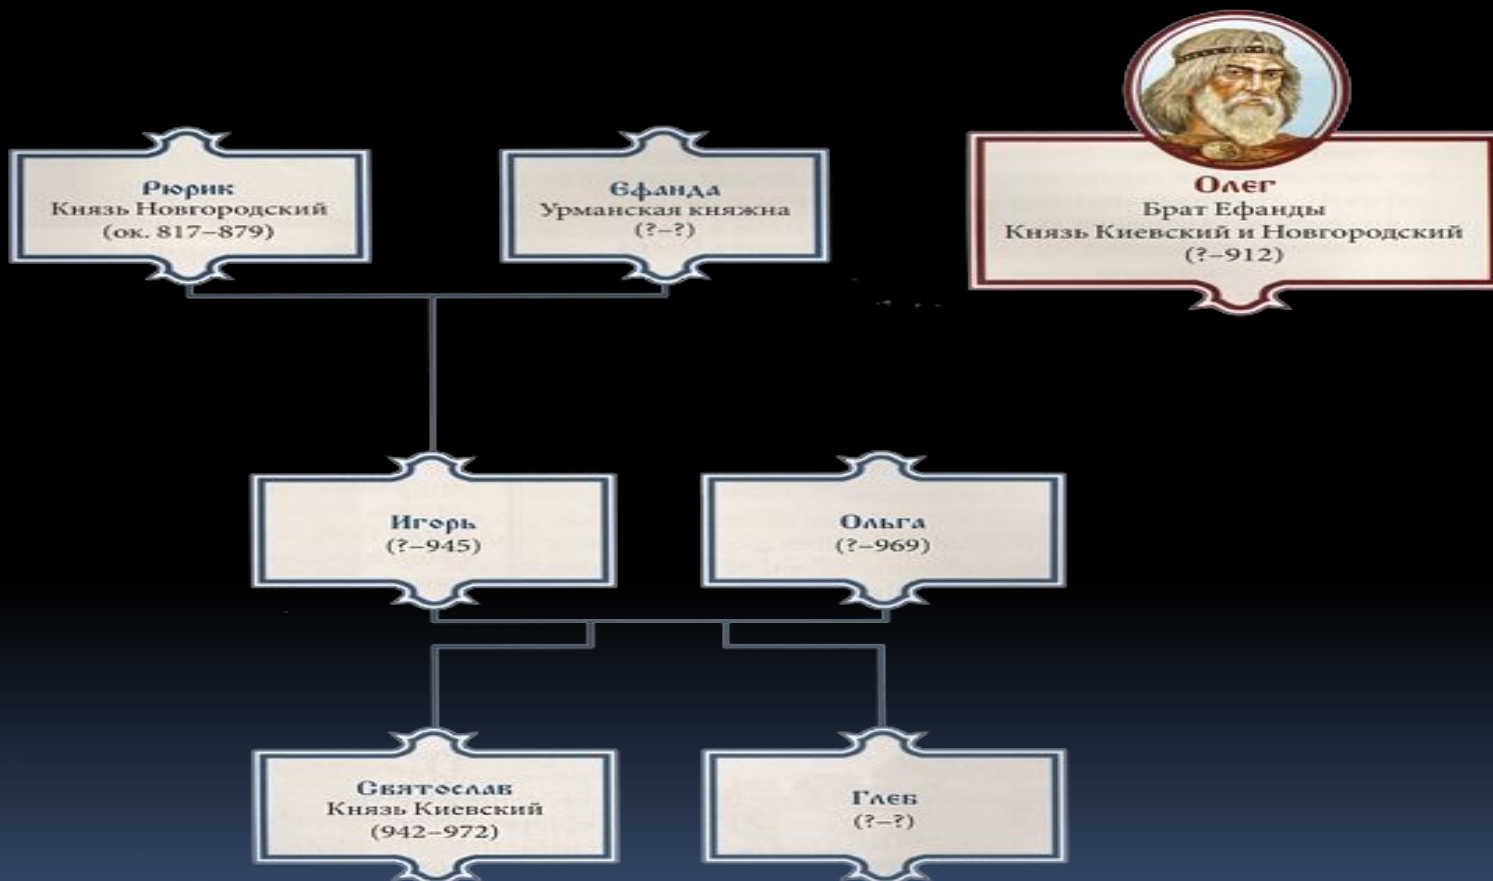 Рюрик
Князь Новгородский
(ок. 817–879)
Ефанда
Урманская княжна
(?–?)
Олег
Брат Ефанды
Князь Киевский и Новгородский
(?–912)
Игорь
(?–945)
Ольга
(?–969)
Святослав
Князь Киевский
(942–972)
Глеб
(?–?)